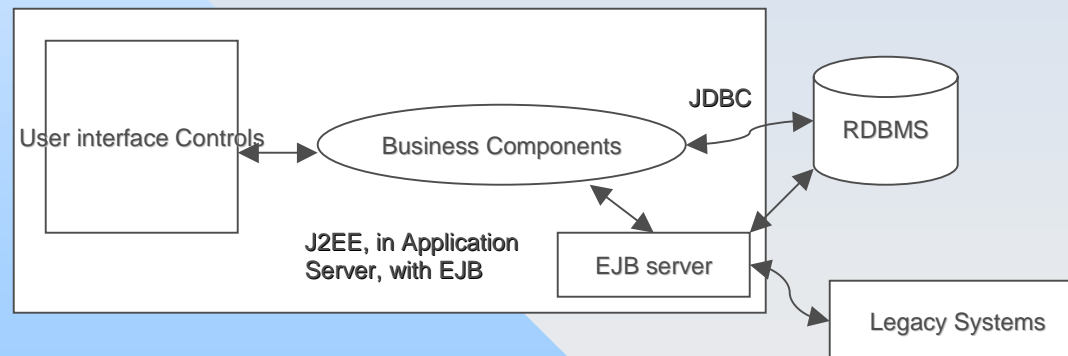 JDBC
User interface Controls
Business Components
RDBMS
J2EE, in Application
Server, with EJB
EJB server
Legacy Systems